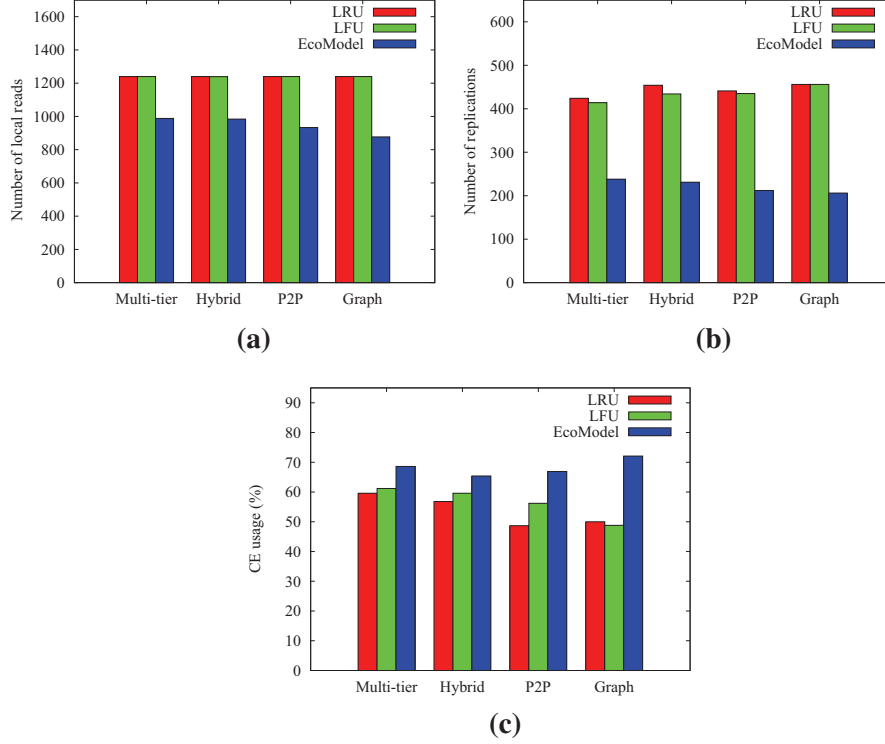 LRU
LFU
EcoModel
1600
1400
1200
1000
800
600
400
200
0
Number of local reads
Multi-tier Hybrid P2P Graph
(a)
LRU
LFU
EcoModel
600
500
400
300
200
100
0
Number of replications
Multi-tier Hybrid P2P Graph
(b)
LRU
LFU
EcoModel
90
80
70
60
50
40
30
20
10
0
CE usage (%)
Multi-tier Hybrid P2P Graph
(c)